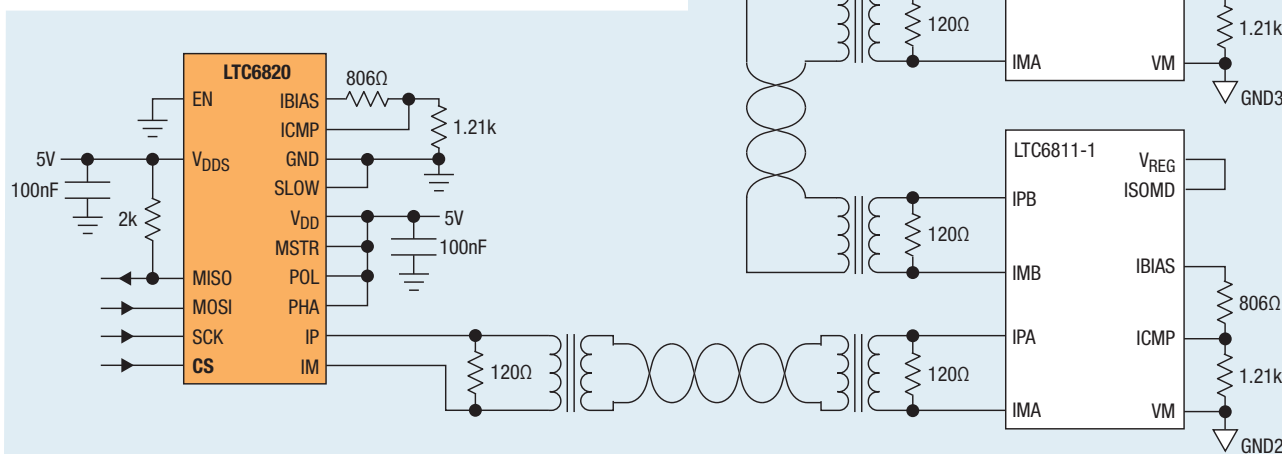 120Ω
IMA
VM
1.21k
GND3
LTC6820
EN
IBIAS
806Ω
ICMP
1.21k
5V
VDDS
GND
100nF
SLOW
2k
VDD
5V
MSTR
100nF
MISO
POL
MOSI
PHA
SCK
IP
CS
IM
120Ω
LTC6811-1
VREG
ISOMD
IPB
120Ω
IMB
IBIAS
806Ω
IPA
ICMP
120Ω
1.21k
IMA
VM
GND2